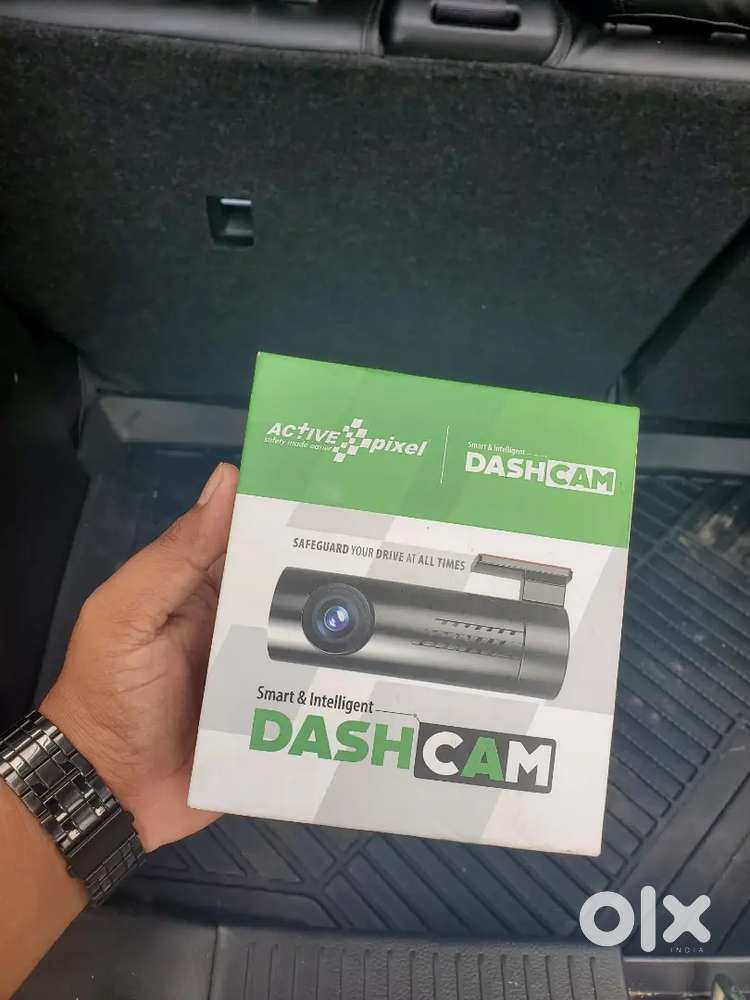 ACTIVE pixel
safety made easier
Smart & Intelligent
DASHCAM
SAFEGUARD YOUR DRIVE AT ALL TIMES
Smart & Intelligent
DASHCAM
olx
INDIA